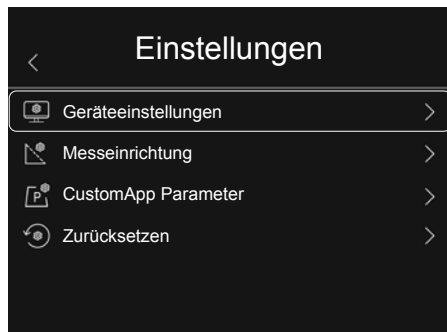 Einstellungen
Geräteeinstellungen
Messeinrichtung
CustomApp Parameter
Zurücksetzen